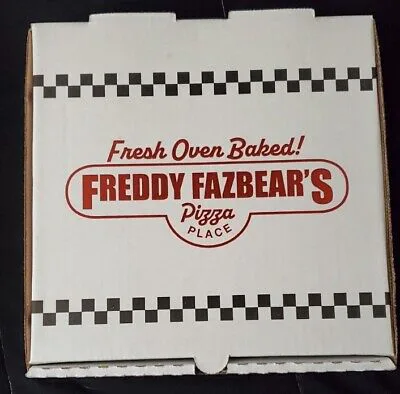 Fresh Oven Baked!
FREDDY FAZBEAR'S
Pizza
PLACE